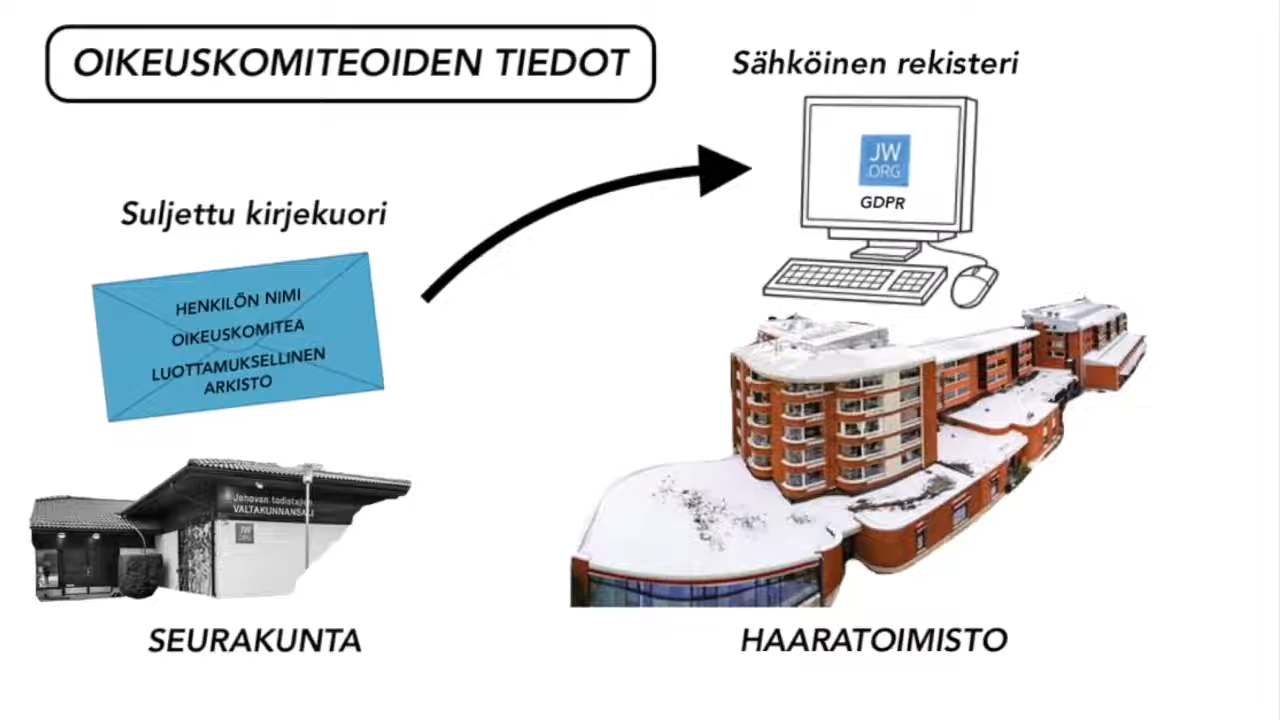 OIKEUSKOMITEOIDEN TIEDOT
Sähköinen rekisteri
JW
.ORG
GDPR
Suljettu kirjekuori
HENKILÖN NIMI
OIKEUSKOMITEA
LUOTTAMUKSELLINEN
ARKISTO
Jehovan todistajien
VALTAKUNNANSALI
JW
.ORG
SEURAKUNTA
HAARATOIMISTO